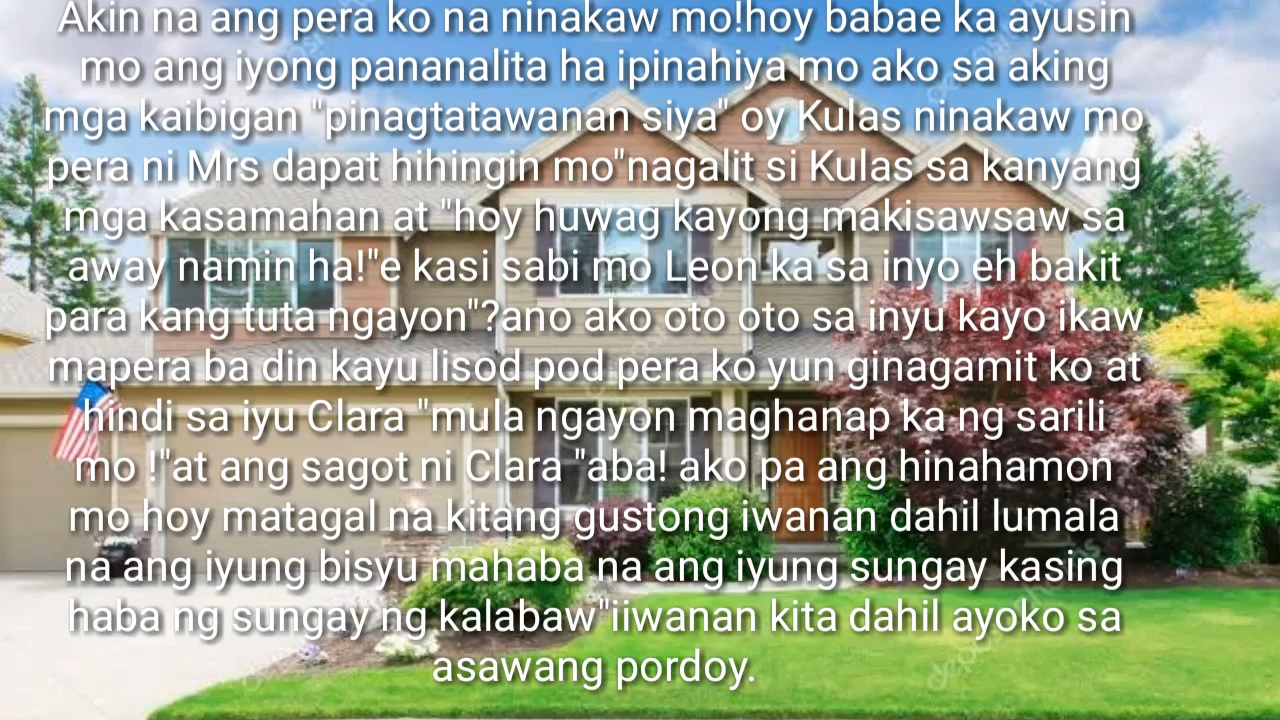 Akin na ang pera ko na ninakaw mo!hoy babae ka ayusin
mo ang iyong pananalita ha ipinahiya mo ako sa aking
mga kaibigan "pinagtatawanan siya" oy Kulas ninakaw mo
pera ni Mrs dapat hihingin mo"nagalit si Kulas sa kanyang
mga kasamahan at "hoy huwag kayong makisawsaw sa
away namin ha!"e kasi sabi mo Leon ka sa inyo eh bakit
para kang tuta ngayon"?ano ako oto oto sa inyu kayo ikaw
mapera ba din kayu lisod pod pera ko yun ginagamit ko at
hindi sa iyu Clara "mula ngayon maghanap ka ng sarili
mo !"at ang sagot ni Clara "aba! ako pa ang hinahamon
mo hoy matagal na kitang gustong iwanan dahil lumala
na ang iyung bisyu mahaba na ang iyung sungay kasing
haba ng sungay ng kalabaw"iiwanan kita dahil ayoko sa
asawang pordoy.